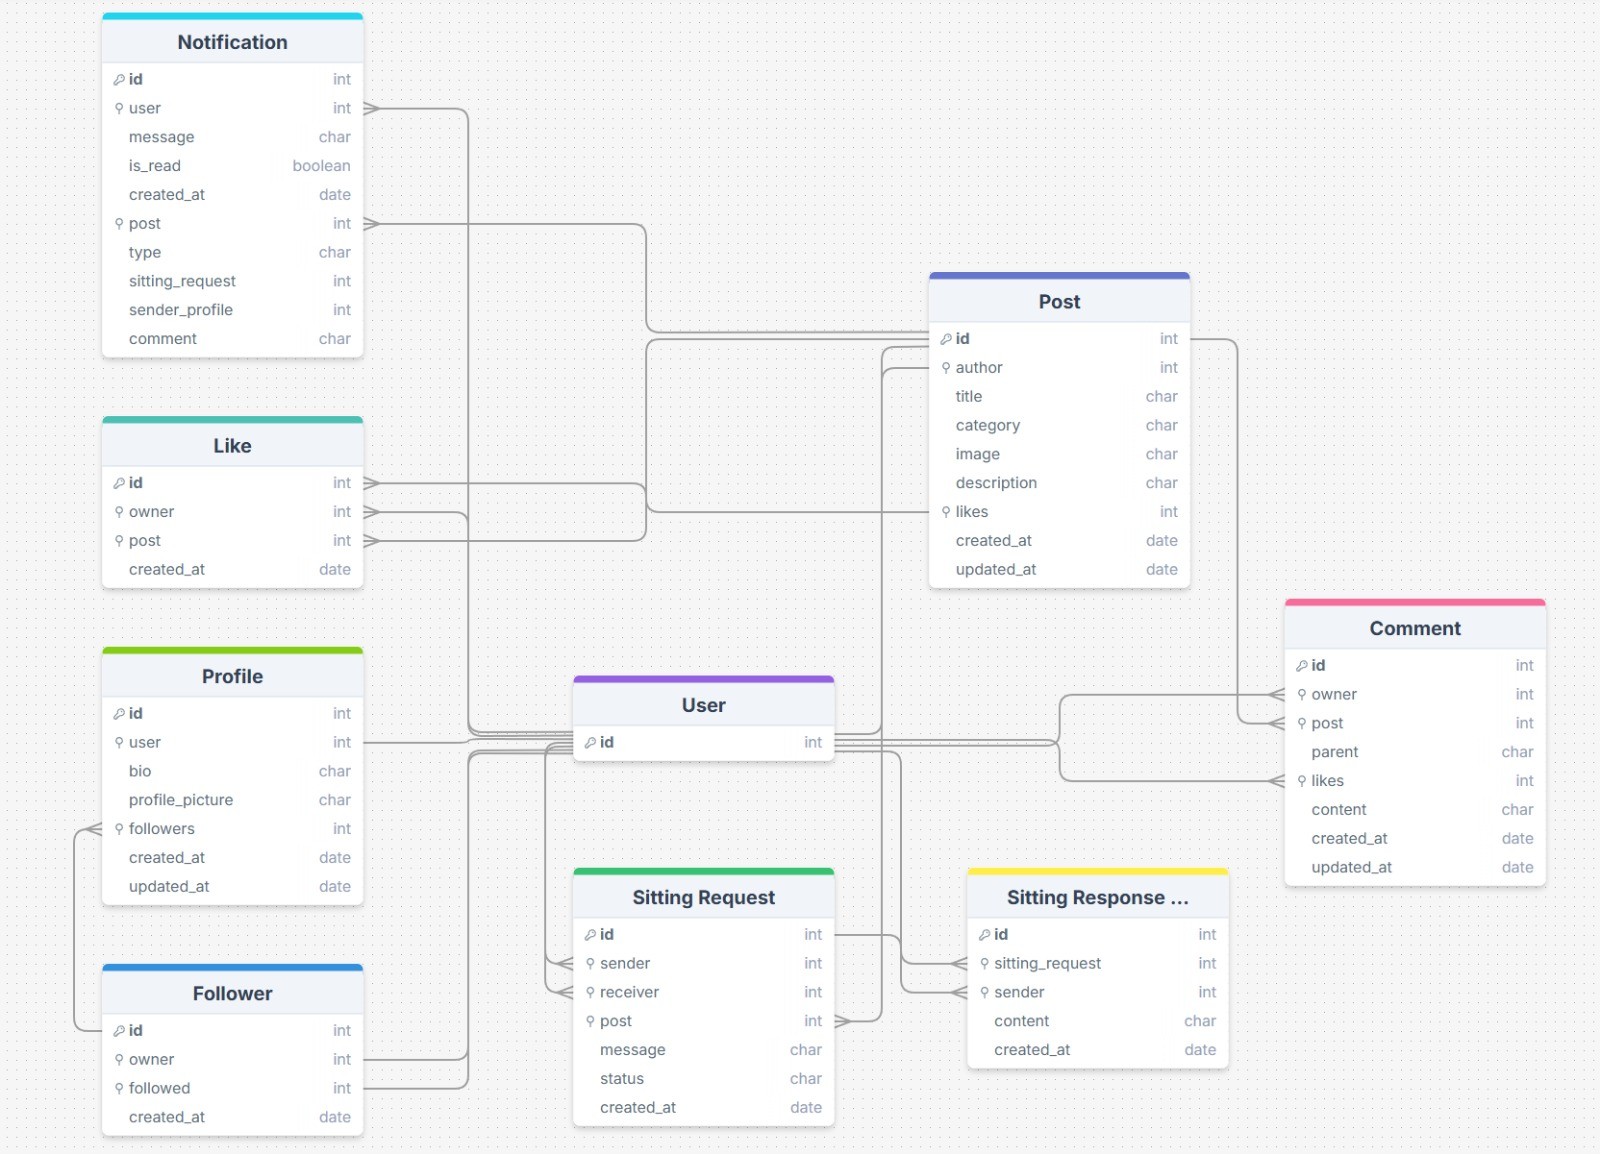 Notification
id int
user int
message char
is_read boolean
created_at date
post int
type char
sitting_request int
sender_profile int
comment char
Like
id int
owner int
post int
created_at date
Profile
id int
user int
bio char
profile_picture char
followers int
created_at date
updated_at date
Follower
id int
owner int
followed int
created_at date
User
id int
Sitting Request
id int
sender int
receiver int
post int
message char
status char
created_at date
Post
id int
author int
title char
category char
image char
description char
likes int
created_at date
updated_at date
Sitting Response ...
id int
sitting_request int
sender int
content char
created_at date
Comment
id int
owner int
post int
parent char
likes int
content char
created_at date
updated_at date